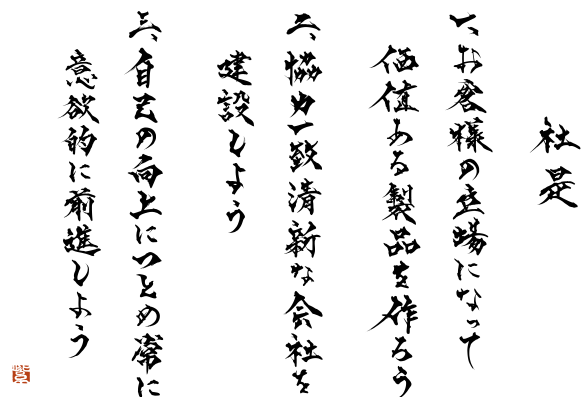 社是
一、お客様の立場になって
価値ある製品を作ろう
二、協力一致清新な会社を
建設しよう
三、自己の向上につとめ常に
意欲的に前進しよう